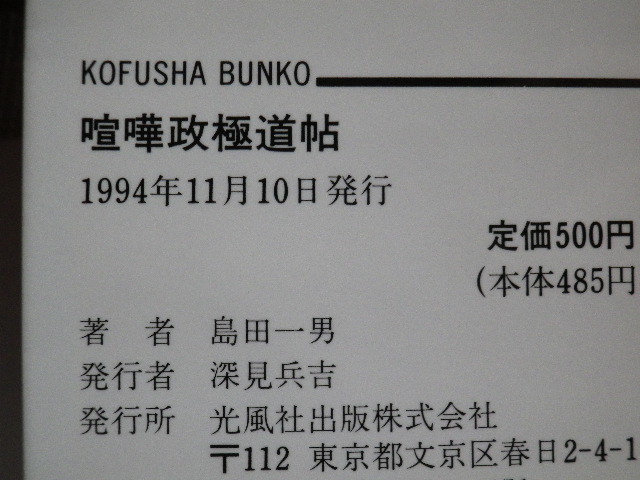 KOFUSHA BUNKO
喧嘩政極道帖
1994年11月10日発行
定価500円
(本体485円
著 者 島田一男
発行者 深見兵吉
発行所 光風社出版株式会社
〒112 東京都文京区春日2-4-1